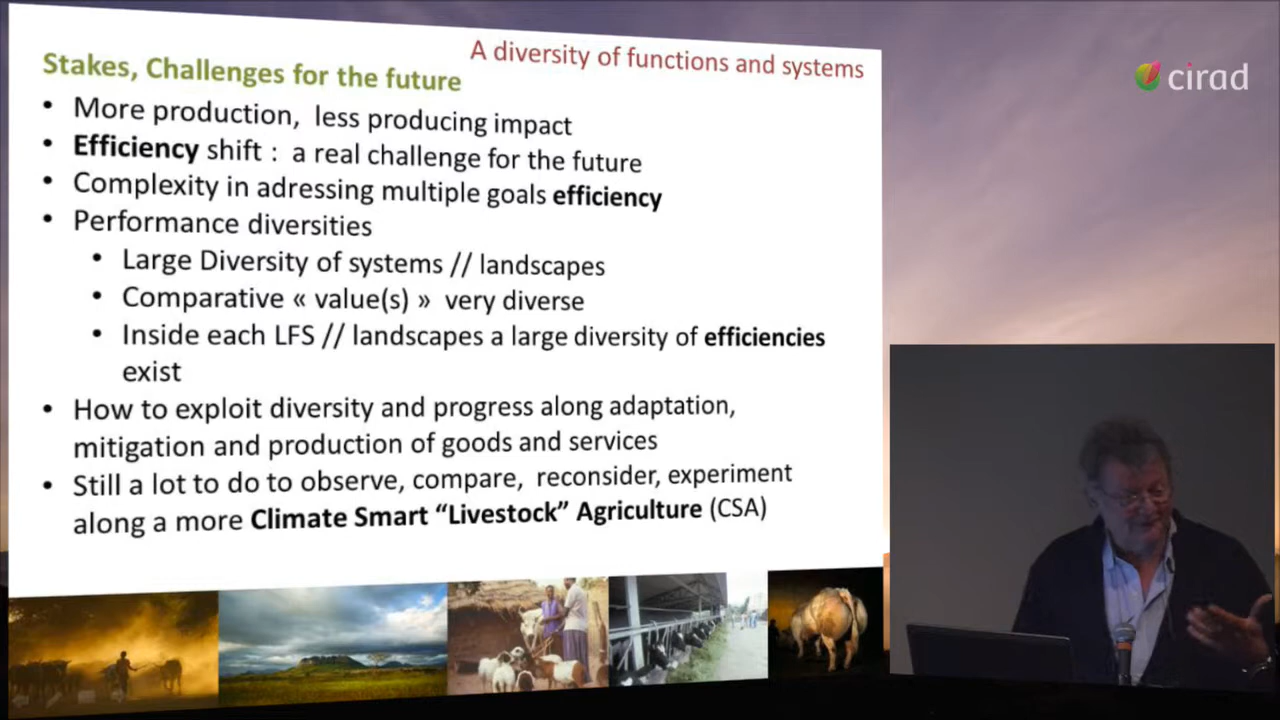 A diversity of functions and systems
Stakes, Challenges for the future
• More production, less producing impact
• Efficiency shift : a real challenge for the future
• Complexity in adressing multiple goals efficiency
• Performance diversities
• Large Diversity of systems // landscapes
• Comparative « value(s) » very diverse
• Inside each LFS // landscapes a large diversity of efficiencies
exist
• How to exploit diversity and progress along adaptation,
mitigation and production of goods and services
• Still a lot to do to observe, compare, reconsider, experiment
along a more Climate Smart “Livestock” Agriculture (CSA)
cirad